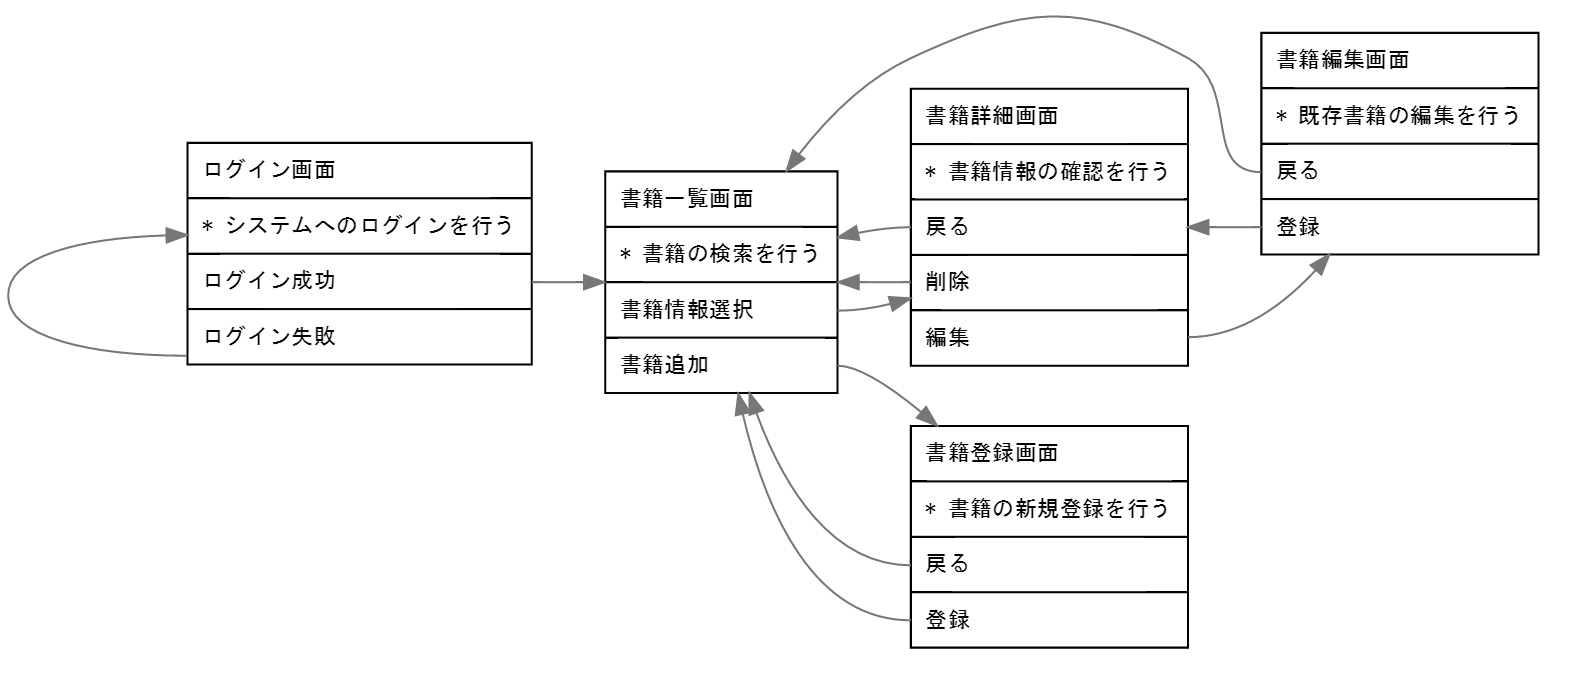 ログイン画面
* システムへのログインを行う
ログイン成功
ログイン失敗
書籍一覧画面
* 書籍の検索を行う
書籍情報選択
書籍追加
書籍詳細画面
* 書籍情報の確認を行う
戻る
削除
編集
書籍登録画面
* 書籍の新規登録を行う
戻る
登録
書籍編集画面
* 既存書籍の編集を行う
戻る
登録